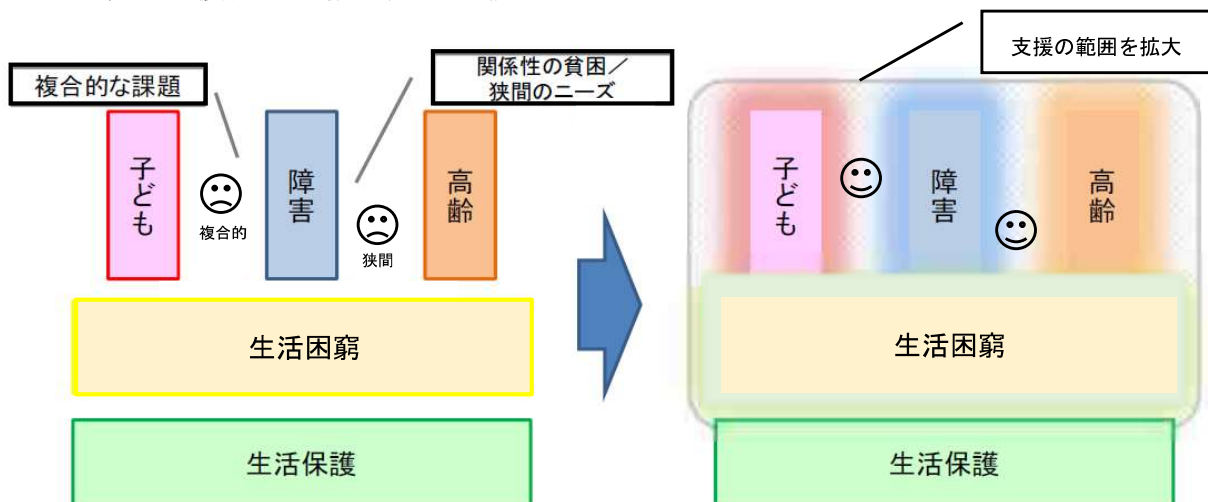 支援の範囲を拡大
複合的な課題
関係性の貧困／
狭間のニーズ
子ども
障害
高齢
複合的
狭間
子ども
障害
高齢
生活困窮
生活困窮
生活保護
生活保護